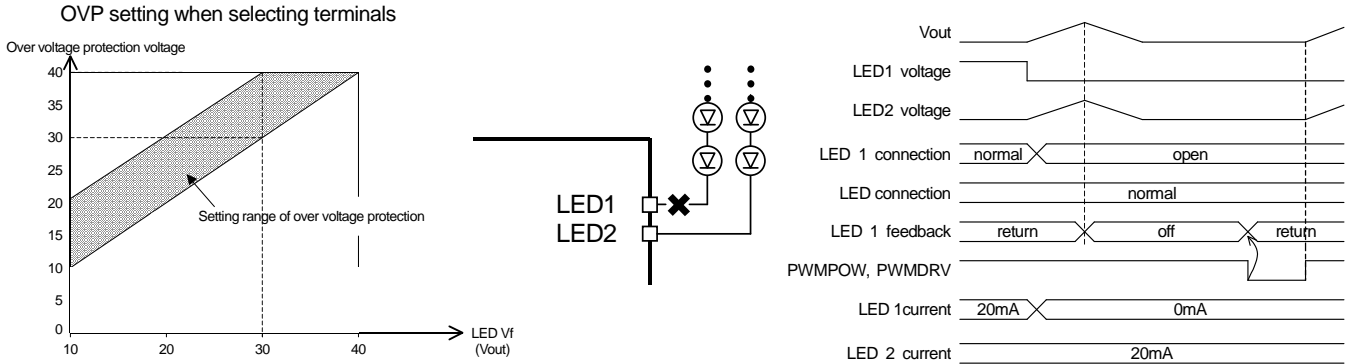 OVP setting when selecting terminals
Over voltage protection voltage
40
35
30
25
20
15
10
5
0
Setting range of over voltage protection
10
20
30
40
LED Vf
(Vout)
LED1
LED2
Vout
LED1 voltage
LED2 voltage
LED 1 connection normal open
LED connection normal
LED 1 feedback return off return
PWMPOW, PWMDRV
LED 1current 20mA 0mA
LED 2 current 20mA